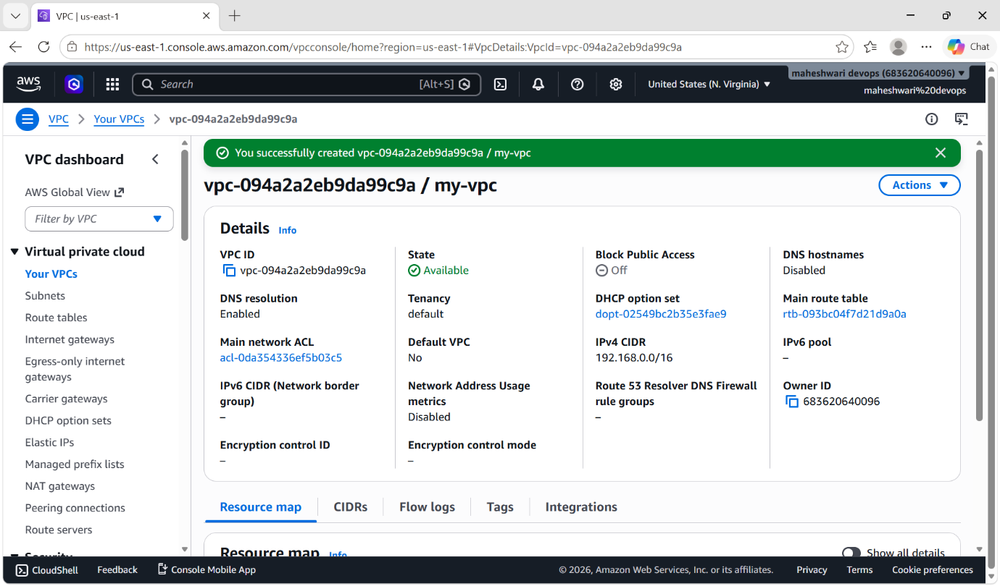 VPC | us-east-1
https://us-east-1.console.aws.amazon.com/vpcconsole/home?region=us-east-1#VpcDetails:VpcId=vpc-094a2a2eb9da99c9a
Chat
aws
Search
[Alt+S]
United States (N. Virginia)
maheshwari devops (683620640096)
maheshwari%20devops
VPC
Your VPCs
vpc-094a2a2eb9da99c9a
VPC dashboard
AWS Global View
Filter by VPC
Virtual private cloud
Your VPCs
Subnets
Route tables
Internet gateways
Egress-only internet
gateways
Carrier gateways
DHCP option sets
Elastic IPs
Managed prefix lists
NAT gateways
Peering connections
Route servers
Security
You successfully created vpc-094a2a2eb9da99c9a / my-vpc
vpc-094a2a2eb9da99c9a / my-vpc
Actions
Details Info
VPC ID
vpc-094a2a2eb9da99c9a
State
Available
Block Public Access
Off
DNS hostnames
Disabled
DNS resolution
Enabled
Tenancy
default
DHCP option set
dopt-02549bc2b35e3fae9
Main route table
rtb-093bc04f7d21d9a0a
Main network ACL
acl-0da354336ef5b03c5
Default VPC
No
IPv4 CIDR
192.168.0.0/16
IPv6 pool
–
IPv6 CIDR (Network border
group)
–
Network Address Usage
metrics
Disabled
Route 53 Resolver DNS Firewall
rule groups
–
Owner ID
683620640096
Encryption control ID
–
Encryption control mode
–
Resource map
CIDRs
Flow logs
Tags
Integrations
Resource map Info
Show all details
CloudShell
Feedback
Console Mobile App
© 2026, Amazon Web Services, Inc. or its affiliates.
Privacy
Terms
Cookie preferences